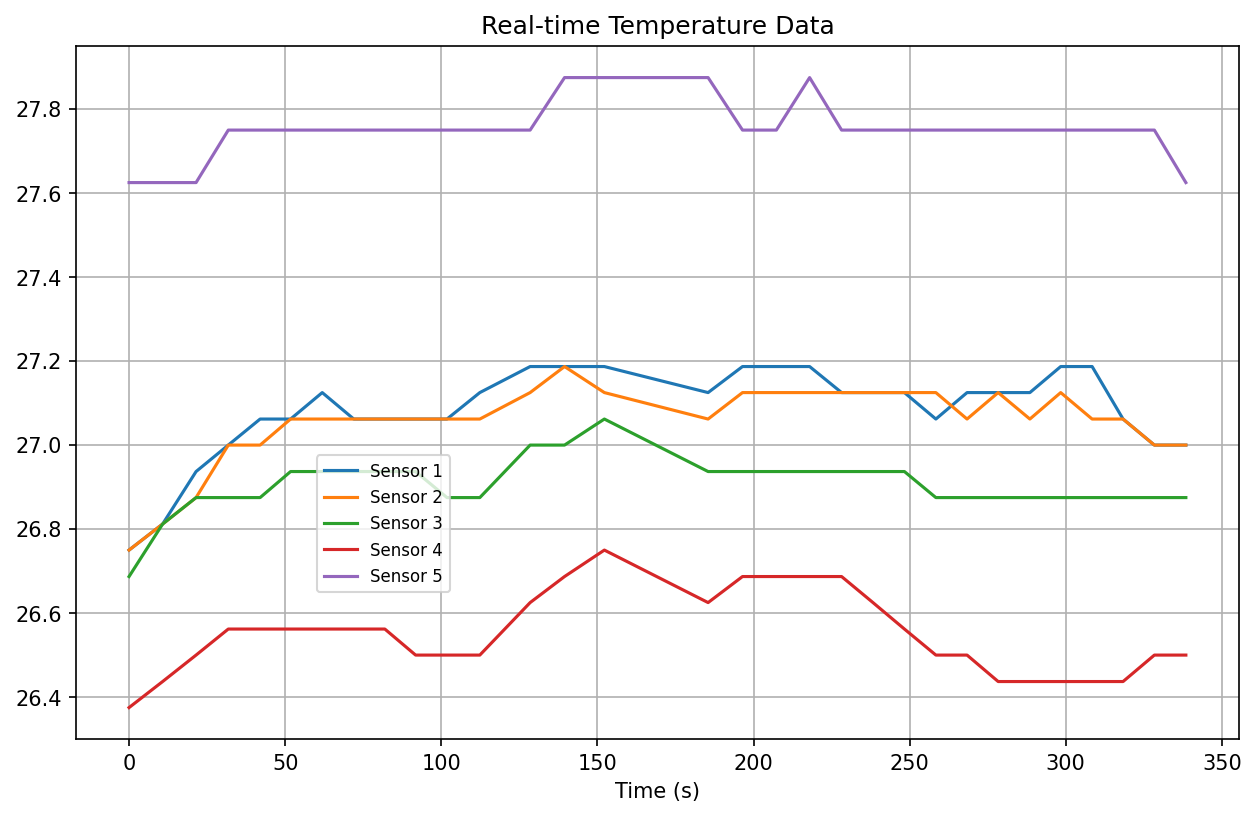 Real-time Temperature Data
27.8
27.6
27.4
27.2
27.0
26.8
26.6
26.4
Sensor 1
Sensor 2
Sensor 3
Sensor 4
Sensor 5
0 50 100 150 200 250 300 350
Time (s)